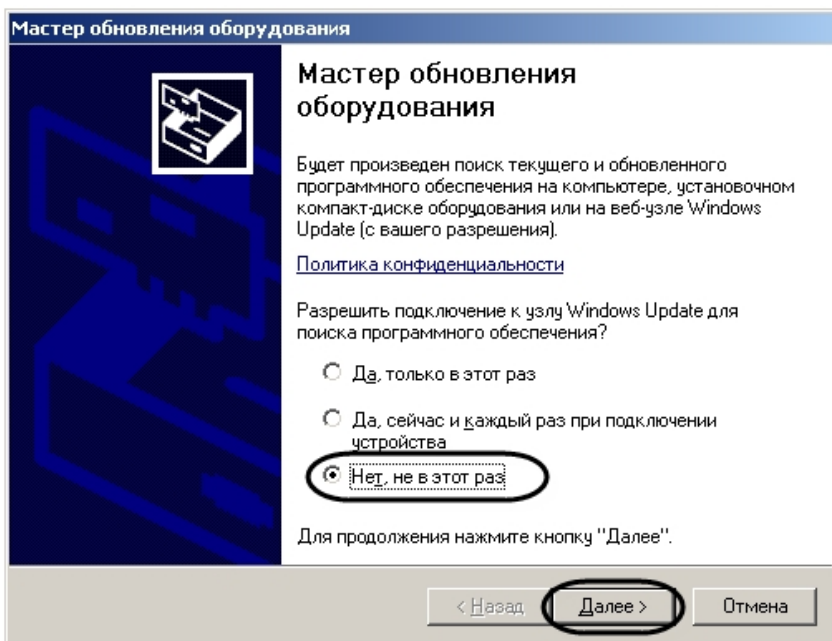 Мастер обновления оборудования
Мастер обновления
оборудования
Будет произведен поиск текущего и обновленного
программного обеспечения на компьютере, установочном
компакт-диске оборудования или на веб-узле Windows
Update (с вашего разрешения).
Политика конфиденциальности
Разрешить подключение к узлу Windows Update для
поиска программного обеспечения?
Да, только в этот раз
Да, сейчас и каждый раз при подключении
устройства
Нет, не в этот раз
Для продолжения нажмите кнопку "Далее".
< Назад Далее > Отмена